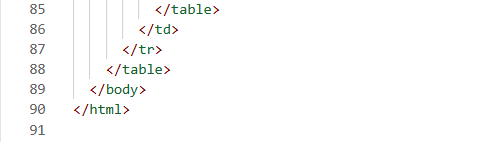 85 </table>
86 </td>
87 </tr>
88 </table>
89 </body>
90 </html>
91